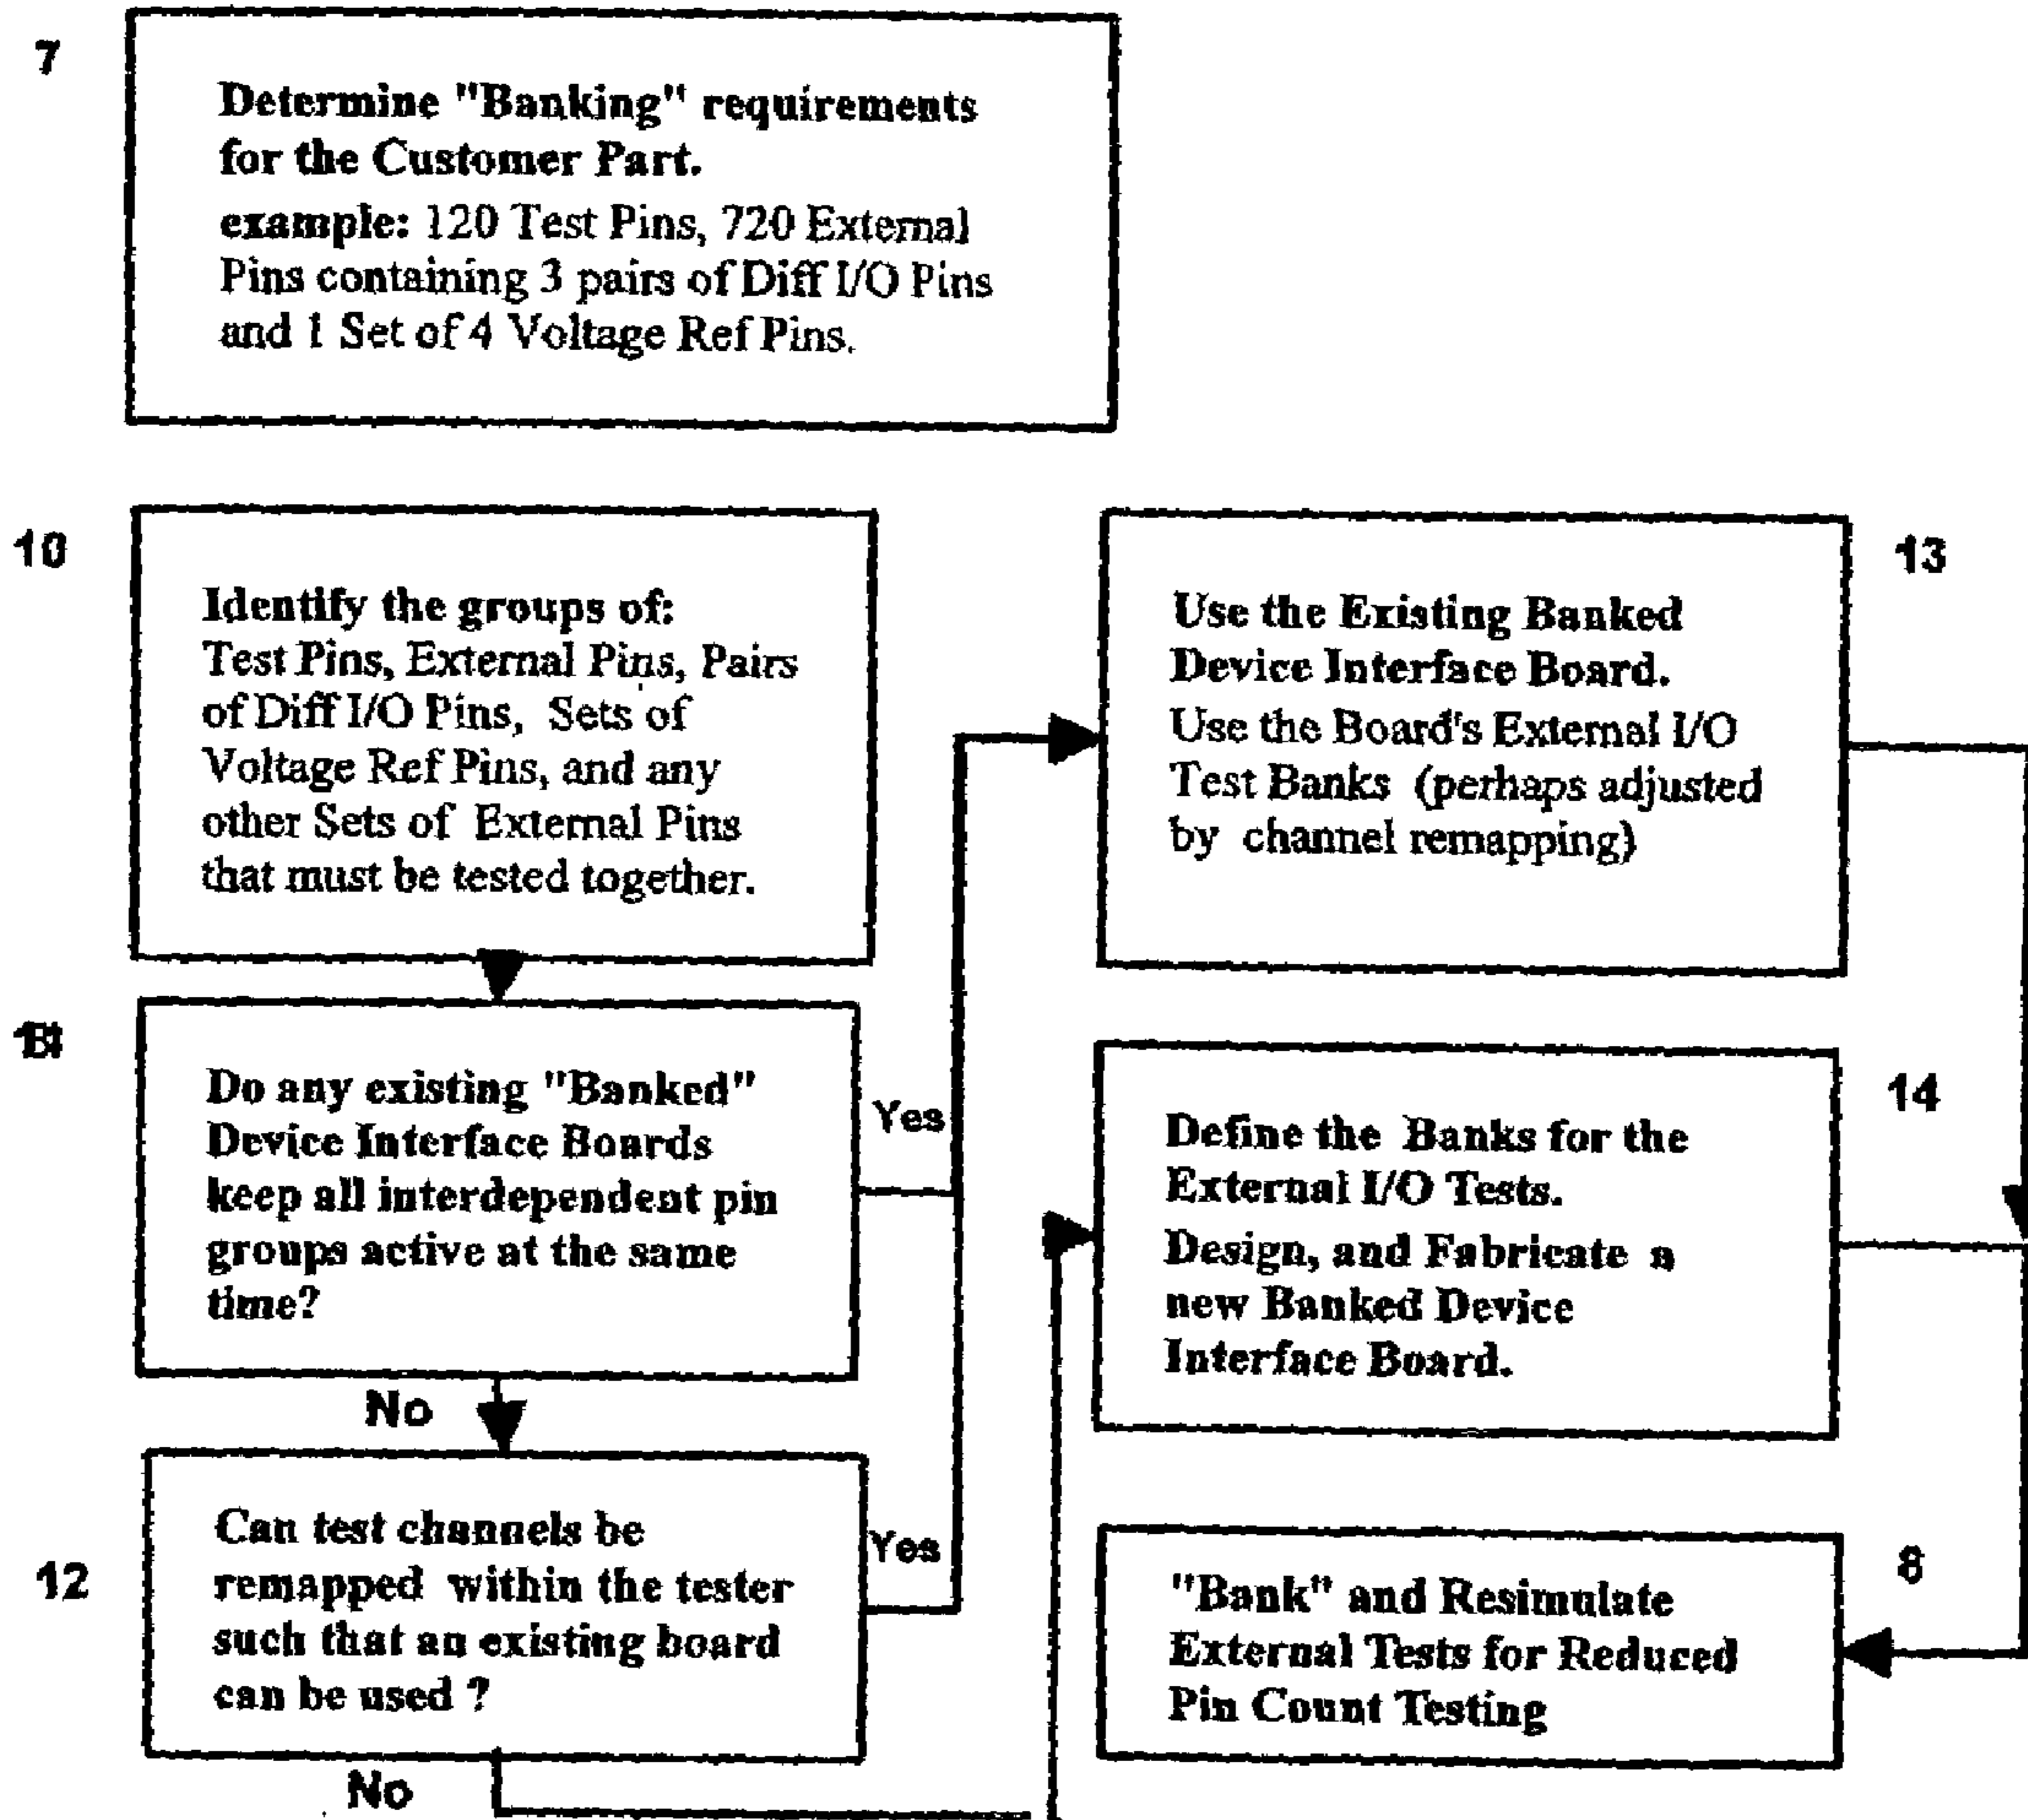 7
Determine "Banking" requirements
for the Customer Part.
example: 120 Test Pins, 720 External
Pins containing 3 pairs of Diff I/O Pins
and 1 Set of 4 Voltage Ref Pins.
10
Identify the groups of:
Test Pins, External Pins, Pairs
of Diff I/O Pins, Sets of
Voltage Ref Pins, and any
other Sets of External Pins
that must be tested together.
Do any existing "Banked"
Device Interface Boards
keep all interdependent pin
groups active at the same
time?
Yes
No
12
Can test channels be
remapped within the tester
such that an existing board
can be used ?
Yes
No
13
Use the Existing Banked
Device Interface Board.
Use the Board's External I/O
Test Banks (perhaps adjusted
by channel remapping)
14
Define the Banks for the
External I/O Tests.
Design, and Fabricate a
new Banked Device
Interface Board.
8
"Bank" and Resimulate
External Tests for Reduced
Pin Count Testing